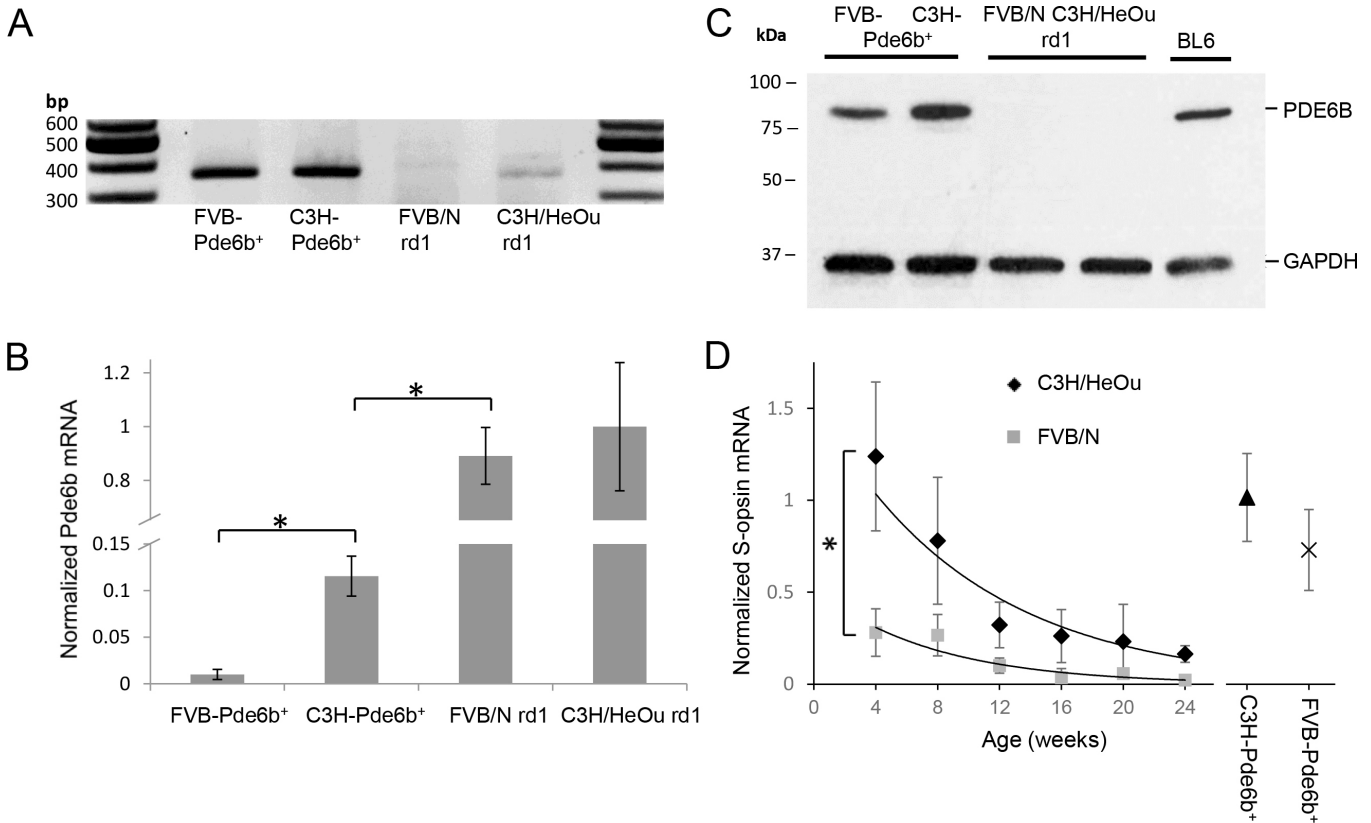 A
bp
600
500
400
300
FVB-
Pde6b⁺
C3H-
Pde6b⁺
FVB/N
rd1
C3H/HeOu
rd1
B
Normalized Pde6b mRNA
1.2
1
0.8
0.15
0.1
0.05
0
*
*
FVB-Pde6b⁺
C3H-Pde6b⁺
FVB/N rd1
C3H/HeOu rd1
C
kDa
FVB- C3H-
Pde6b⁺
FVB/N C3H/HeOu
rd1
BL6
100 –
75 –
50 –
37 –
PDE6B
GAPDH
D
Normalized S-opsin mRNA
1.5
1
0.5
0
*
C3H/HeOu
FVB/N
0 4 8 12 16 20 24
Age (weeks)
C3H-Pde6b⁺
FVB-Pde6b⁺